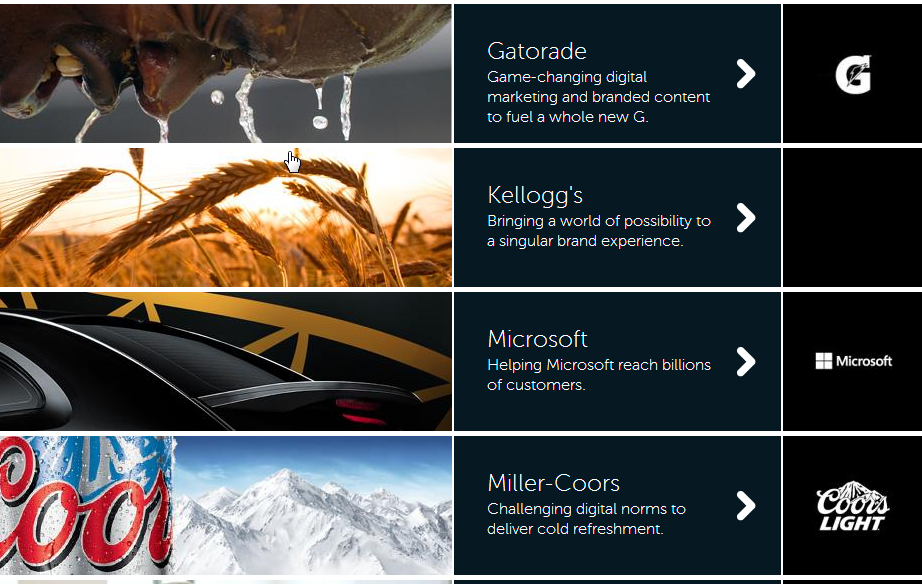 Gatorade
Game-changing digital
marketing and branded content
to fuel a whole new G.
G
Kellogg's
Bringing a world of possibility to
a singular brand experience.
Microsoft
Helping Microsoft reach billions
of customers.
Microsoft
Coors
Miller-Coors
Challenging digital norms to
deliver cold refreshment.
Coors
LIGHT